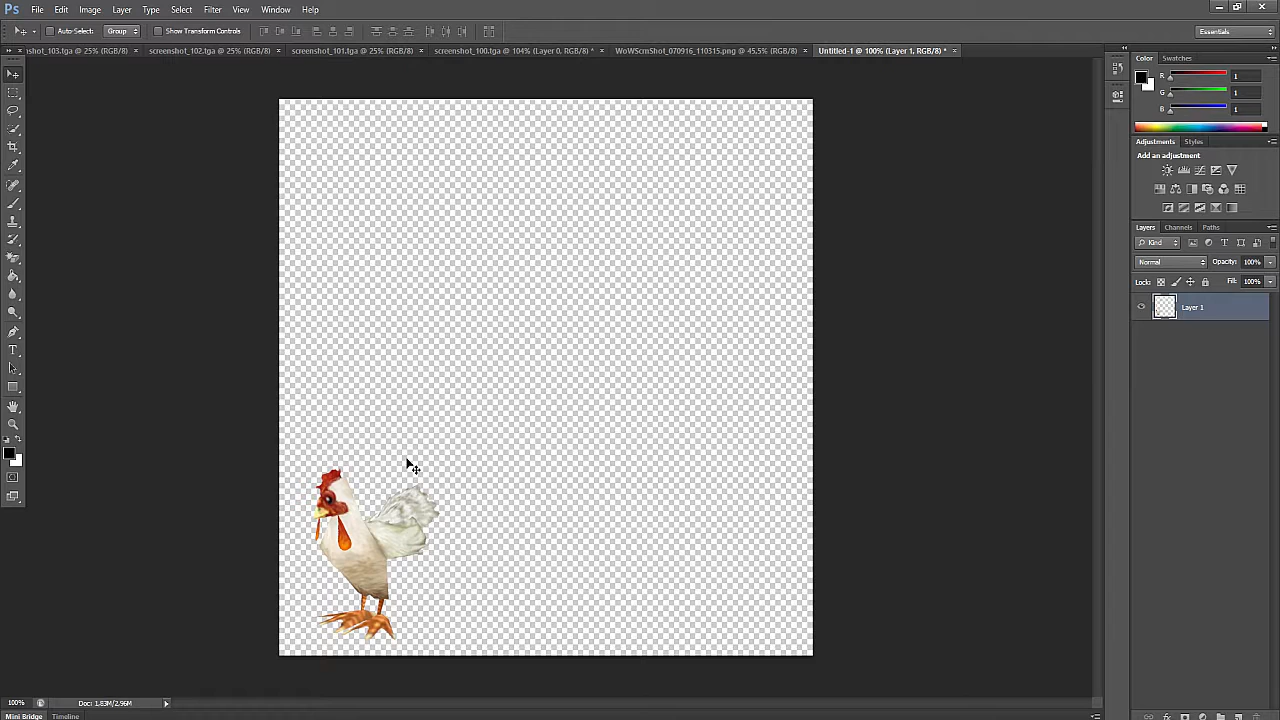 Ps File Edit Image Layer Type Select Filter View Window Help
Auto-Select: Group Show Transform Controls Essentials
shot_103.tga @ 25% (RGB/8) × screenshot_102.tga @ 25% (RGB/8) × screenshot_101.tga @ 25% (RGB/8) × screenshot_100.tga @ 104% (Layer 0, RGB/8) * × WoWScrnShot_070916_110315.png @ 45.5% (RGB/8) × Untitled-1 @ 100% (Layer 1, RGB/8) * ×
Color Swatches
R 1
G 1
B 1
Adjustments Styles
Add an adjustment
Layers Channels Paths
Kind
Normal Opacity: 100%
Lock: Fill: 100%
Layer 1
T
100% Doc: 1.83M/2.96M
Mini Bridge Timeline